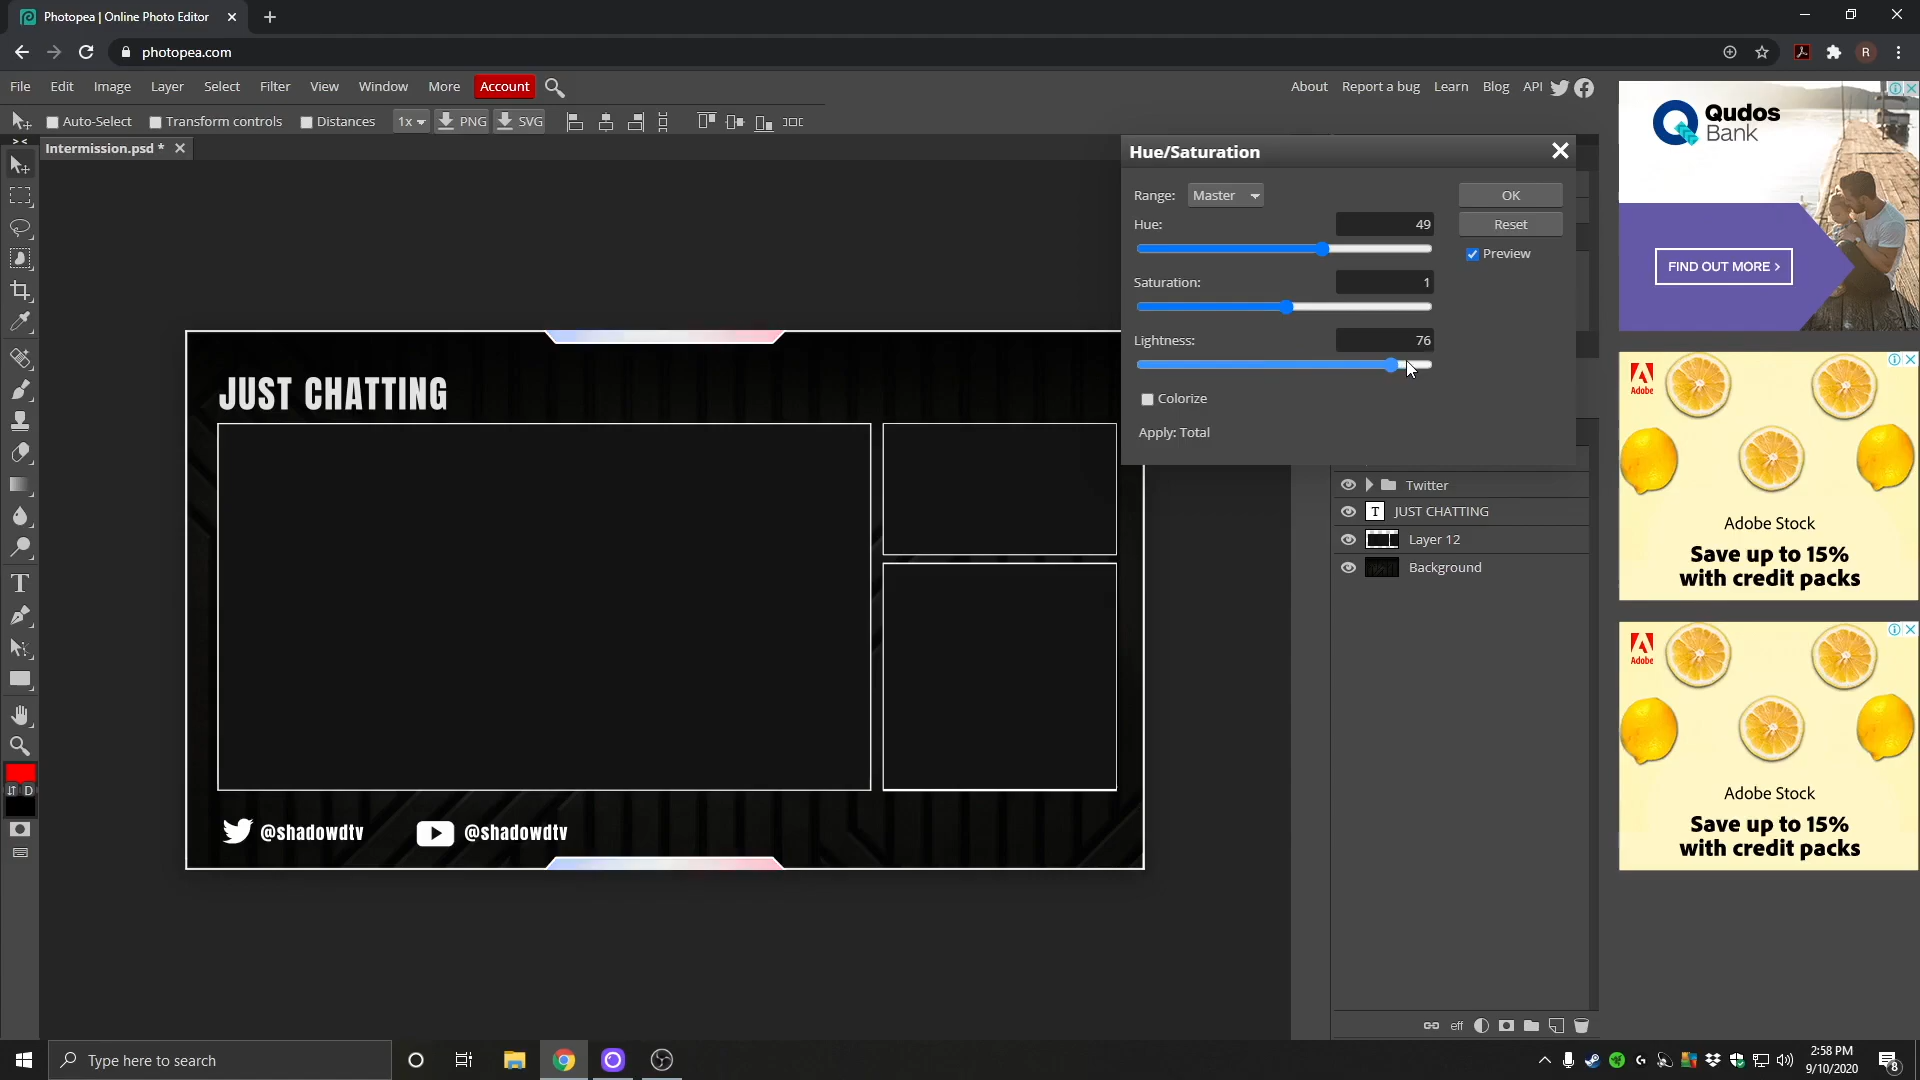 Photopea | Online Photo Editor
photopea.com
R
File Edit Image Layer Select Filter View Window More Account
About Report a bug Learn Blog API
Auto-Select Transform controls Distances 1x PNG SVG
Intermission.psd *
Hue/Saturation
Range: Master OK
Hue: 49 Reset
Preview
Saturation: 1
Lightness: 76
Colorize
Apply: Total
Twitter
T JUST CHATTING
Layer 12
Background
JUST CHATTING
@shadowdtv @shadowdtv
D
T
eff
Qudos
Bank
FIND OUT MORE >
Adobe
Adobe Stock
Save up to 15%
with credit packs
Adobe
Adobe Stock
Save up to 15%
with credit packs
Type here to search
2:58 PM
9/10/2020
8